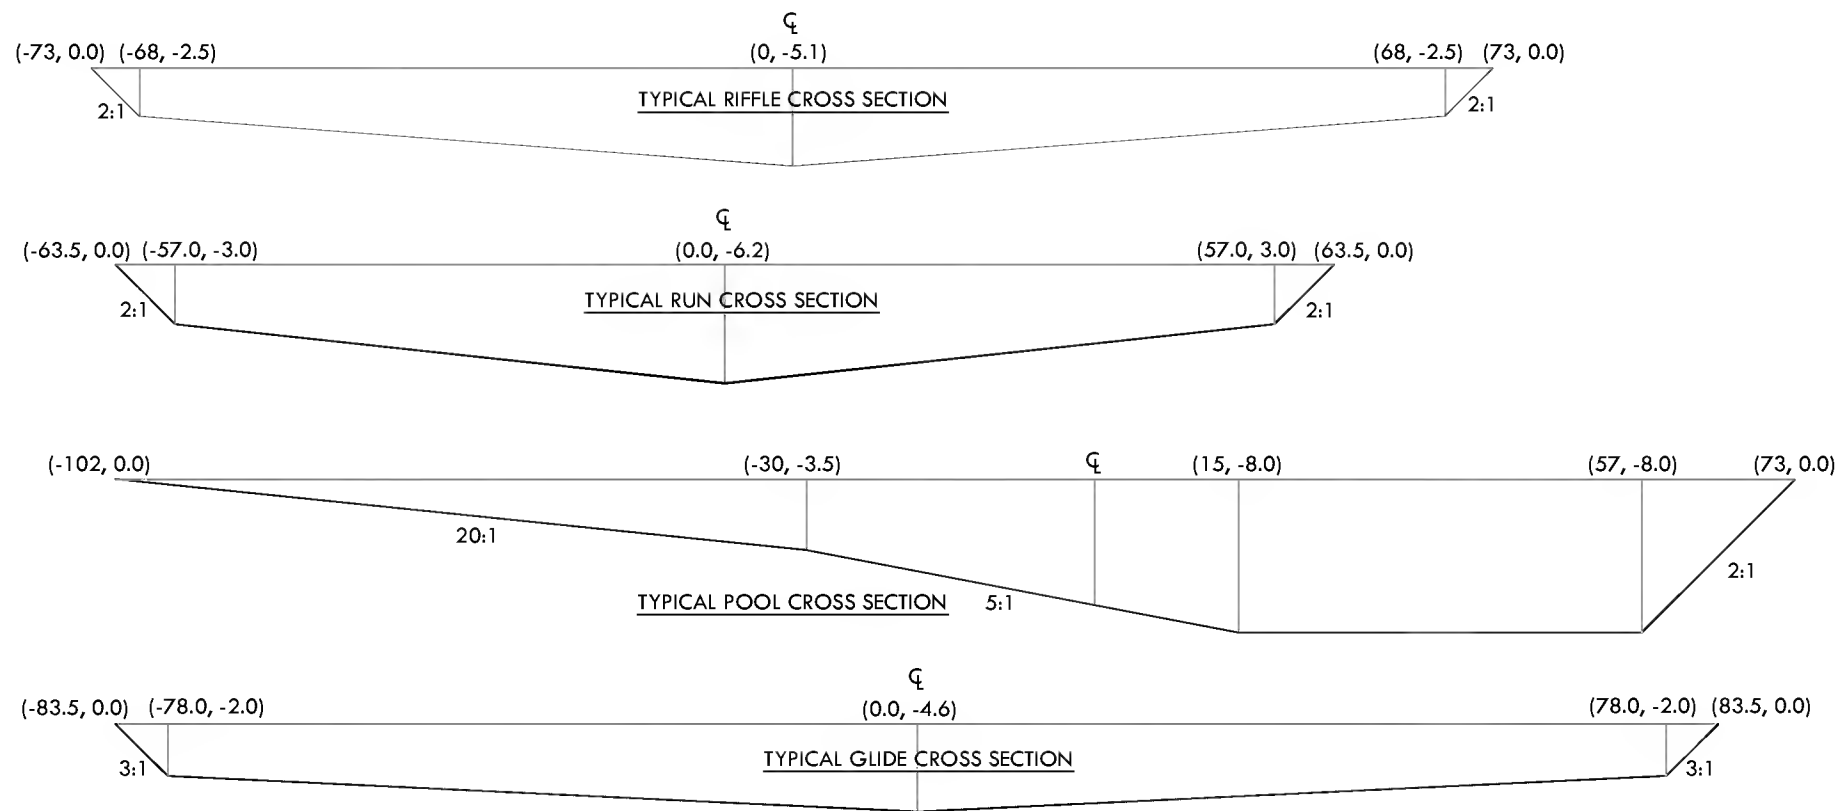 ℄
(-73, 0.0) (-68, -2.5) (0, -5.1) (68, -2.5) (73, 0.0)
TYPICAL RIFFLE CROSS SECTION
2:1 2:1
℄
(-63.5, 0.0) (-57.0, -3.0) (0.0, -6.2) (57.0, 3.0) (63.5, 0.0)
TYPICAL RUN CROSS SECTION
2:1 2:1
(-102, 0.0) (-30, -3.5) ℄ (15, -8.0) (57, -8.0) (73, 0.0)
20:1
2:1
TYPICAL POOL CROSS SECTION 5:1
℄
(-83.5, 0.0) (-78.0, -2.0) (0.0, -4.6) (78.0, -2.0) (83.5, 0.0)
TYPICAL GLIDE CROSS SECTION
3:1 3:1